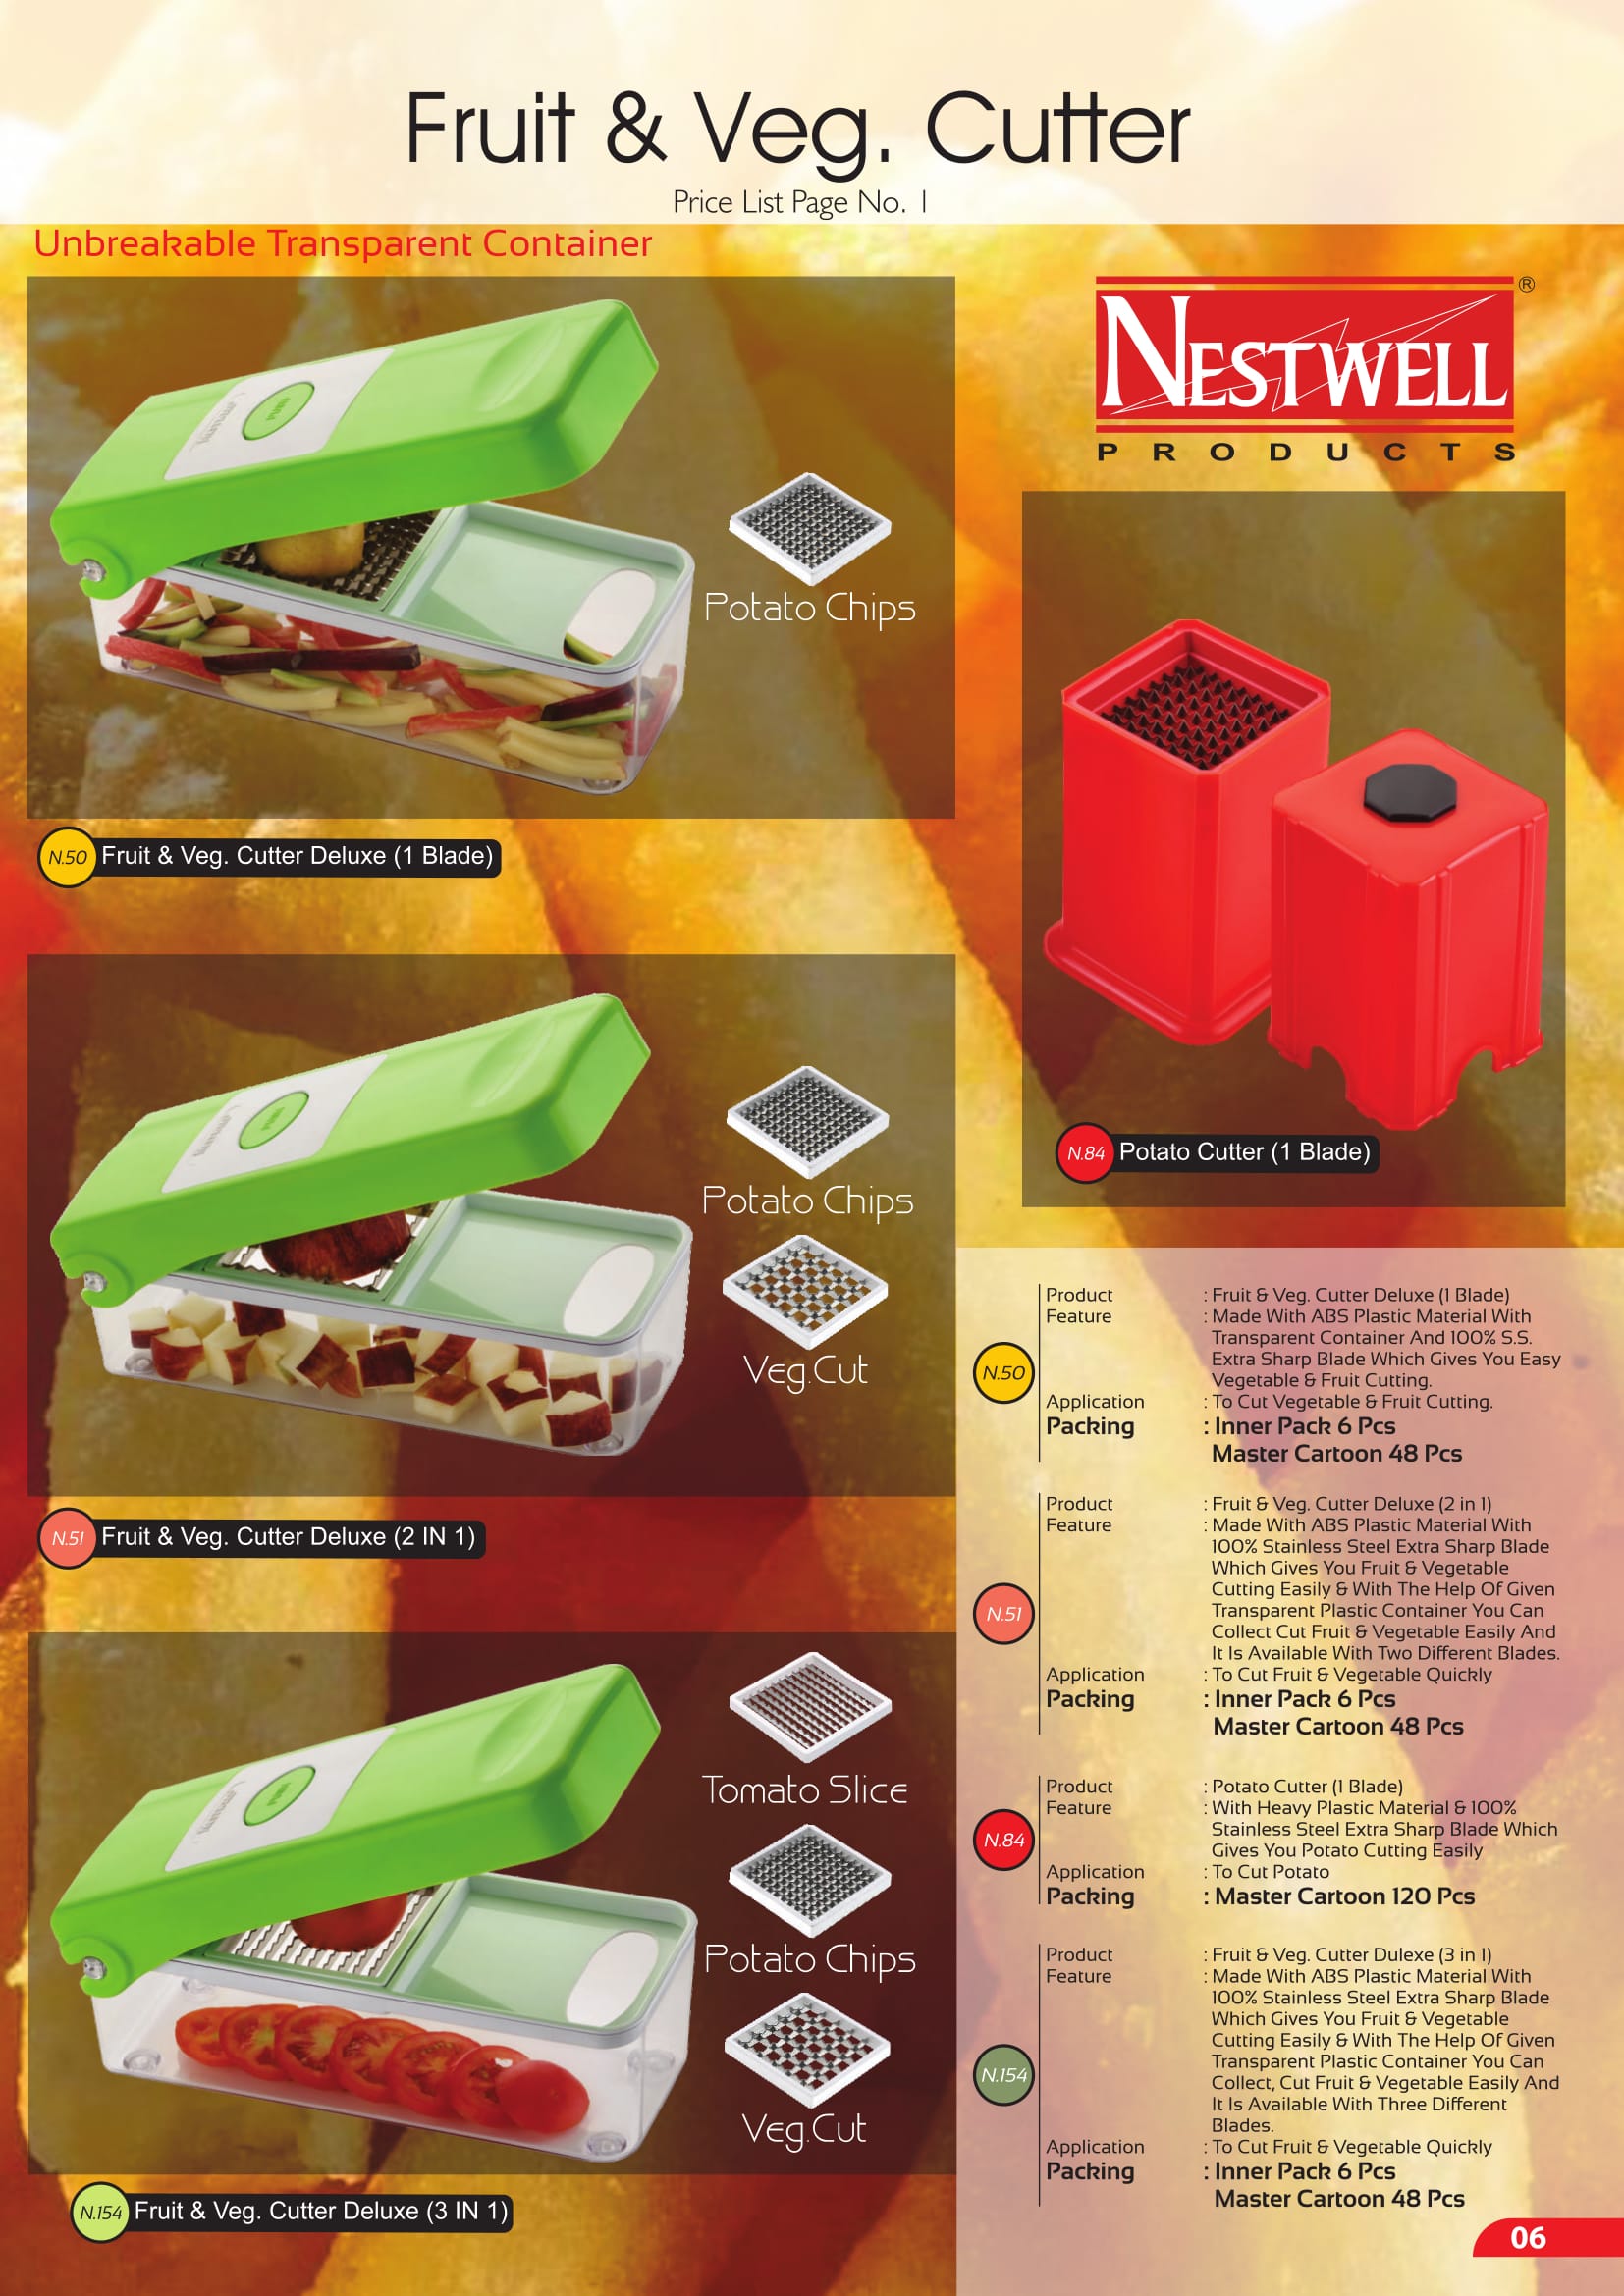 Fruit & Veg. Cutter
Price List Page No. 1
Unbreakable Transparent Container
NESTWELL®
PRODUCTS
PUSH
Potato Chips
N.50 Fruit & Veg. Cutter Deluxe (1 Blade)
Potato Chips
Veg.Cut
N.51 Fruit & Veg. Cutter Deluxe (2 IN 1)
Tomato Slice
Potato Chips
Veg.Cut
N.154 Fruit & Veg. Cutter Deluxe (3 IN 1)
N.84 Potato Cutter (1 Blade)
N.50
Product : Fruit & Veg. Cutter Deluxe (1 Blade)
Feature : Made With ABS Plastic Material With
Transparent Container And 100% S.S.
Extra Sharp Blade Which Gives You Easy
Vegetable & Fruit Cutting.
Application : To Cut Vegetable & Fruit Cutting.
Packing : Inner Pack 6 Pcs
Master Cartoon 48 Pcs
N.51
Product : Fruit & Veg. Cutter Deluxe (2 in 1)
Feature : Made With ABS Plastic Material With
100% Stainless Steel Extra Sharp Blade
Which Gives You Fruit & Vegetable
Cutting Easily & With The Help Of Given
Transparent Plastic Container You Can
Collect Cut Fruit & Vegetable Easily And
It Is Available With Two Different Blades.
Application : To Cut Fruit & Vegetable Quickly
Packing : Inner Pack 6 Pcs
Master Cartoon 48 Pcs
N.84
Product : Potato Cutter (1 Blade)
Feature : With Heavy Plastic Material & 100%
Stainless Steel Extra Sharp Blade Which
Gives You Potato Cutting Easily
Application : To Cut Potato
Packing : Master Cartoon 120 Pcs
N.154
Product : Fruit & Veg. Cutter Dulexe (3 in 1)
Feature : Made With ABS Plastic Material With
100% Stainless Steel Extra Sharp Blade
Which Gives You Fruit & Vegetable
Cutting Easily & With The Help Of Given
Transparent Plastic Container You Can
Collect, Cut Fruit & Vegetable Easily And
It Is Available With Three Different
Blades.
Application : To Cut Fruit & Vegetable Quickly
Packing : Inner Pack 6 Pcs
Master Cartoon 48 Pcs
06